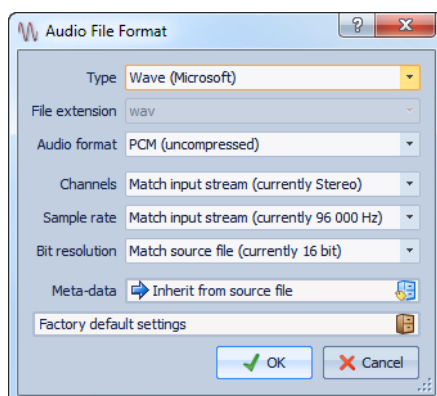 Audio File Format
Type Wave (Microsoft)
File extension wav
Audio format PCM (uncompressed)
Channels Match input stream (currently Stereo)
Sample rate Match input stream (currently 96 000 Hz)
Bit resolution Match source file (currently 16 bit)
Meta-data Inherit from source file
Factory default settings
OK Cancel